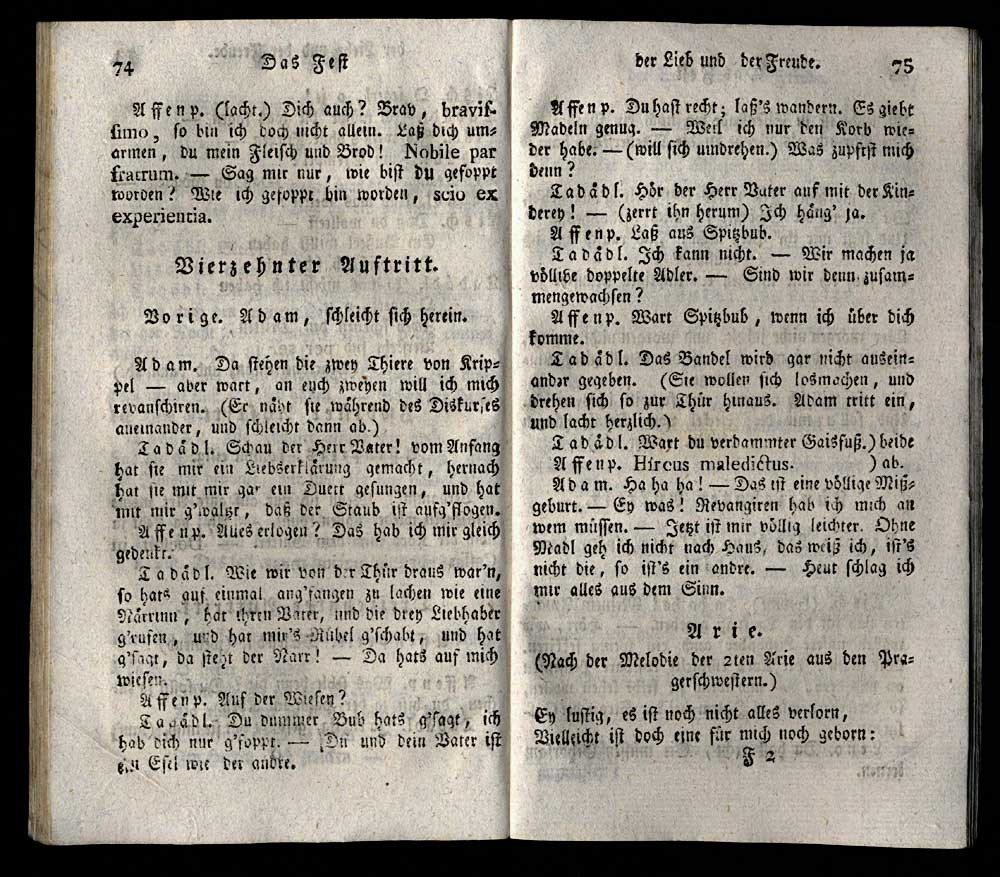 74 Das Fest
Affenp. (lacht.) Dich auch? Brav, bravis-
simo, so bin ich doch nicht allein. Laß dich um-
armen, du mein Fleisch und Brod! Nobile par
fratrum. — Sag mir nur, wie bist du gefoppt
worden? Wie ich gefoppt bin worden, scio ex
experientia.
Vierzehnter Auftritt.
Vorige. Adam, schleicht sich herein.
Adam. Da stehen die zwey Thiere von Krip-
pel — aber wart, an euch zweyen will ich mich
revanschiren. (Er näht sie während des Diskurses
aneinander, und schleicht dann ab.)
Tadädl. Schau der Herr Vater! vom Anfang
hat sie mir ein Liebserklärung gemacht, hernach
hat sie mit mir gar ein Duett gesungen, und hat
mit mir g'walzt, daß der Staub ist aufg'flogen.
Affenp. Alles erlogen? Das hab ich mir gleich
gedenkt.
Tadädl. Wie wir von der Thür draus war'n,
so hats auf einmal ang'fangen zu lachen wie eine
Närrinn, hat ihren Vater, und die drey Liebhaber
g'rufen, und hat mir's Rübel g'schabt, und hat
g'sagt, da steht der Narr! — Da hats auf mich
wiesen.
Affenp. Auf der Wiesen?
Tadädl. Du dummer Bub hats g'sagt, ich
hab dich nur g'foppt. — Du und dein Vater ist
ein Esel wie der andre.
der Lieb und der Freude. 75
Affenp. Du hast recht; laß's wandern. Es giebt
Madeln genug. — Weil ich nur den Korb wie-
der habe. — (will sich umdrehen.) Was zupfst mich
denn?
Tadädl. Hör der Herr Vater auf mit der Kin-
derey! — (zerrt ihn herum) Ich häng' ja.
Affenp. Laß aus Spitzbub.
Tadädl. Ich kann nicht. — Wir machen ja
völlige doppelte Adler. — Sind wir denn zusam-
mengewachsen?
Affenp. Wart Spitzbub, wenn ich über dich
komme.
Tadädl. Das Bandel wird gar nicht ausein-
ander gegeben. (Sie wollen sich losmachen, und
drehen sich so zur Thür hinaus. Adam tritt ein,
und lacht herzlich.)
Tadädl. Wart du verdammter Gaisfuß.) beide
Affenp. Hircus maledictus. ) ab.
Adam. Ha ha ha! — Das ist eine völlige Miß-
geburt. — Ey was! Revangiren hab ich mich an
wem müssen. — Jetzt ist mir völlig leichter. Ohne
Madl geh ich nicht nach Haus, das weiß ich, ist's
nicht die, so ist's ein andre. — Heut schlag ich
mir alles aus dem Sinn.
Arie.
(Nach der Melodie der 2ten Arie aus den Pra-
gerschwestern.)
Ey lustig, es ist noch nicht alles verlorn,
Vielleicht ist doch eine für mich noch geborn:
F 2